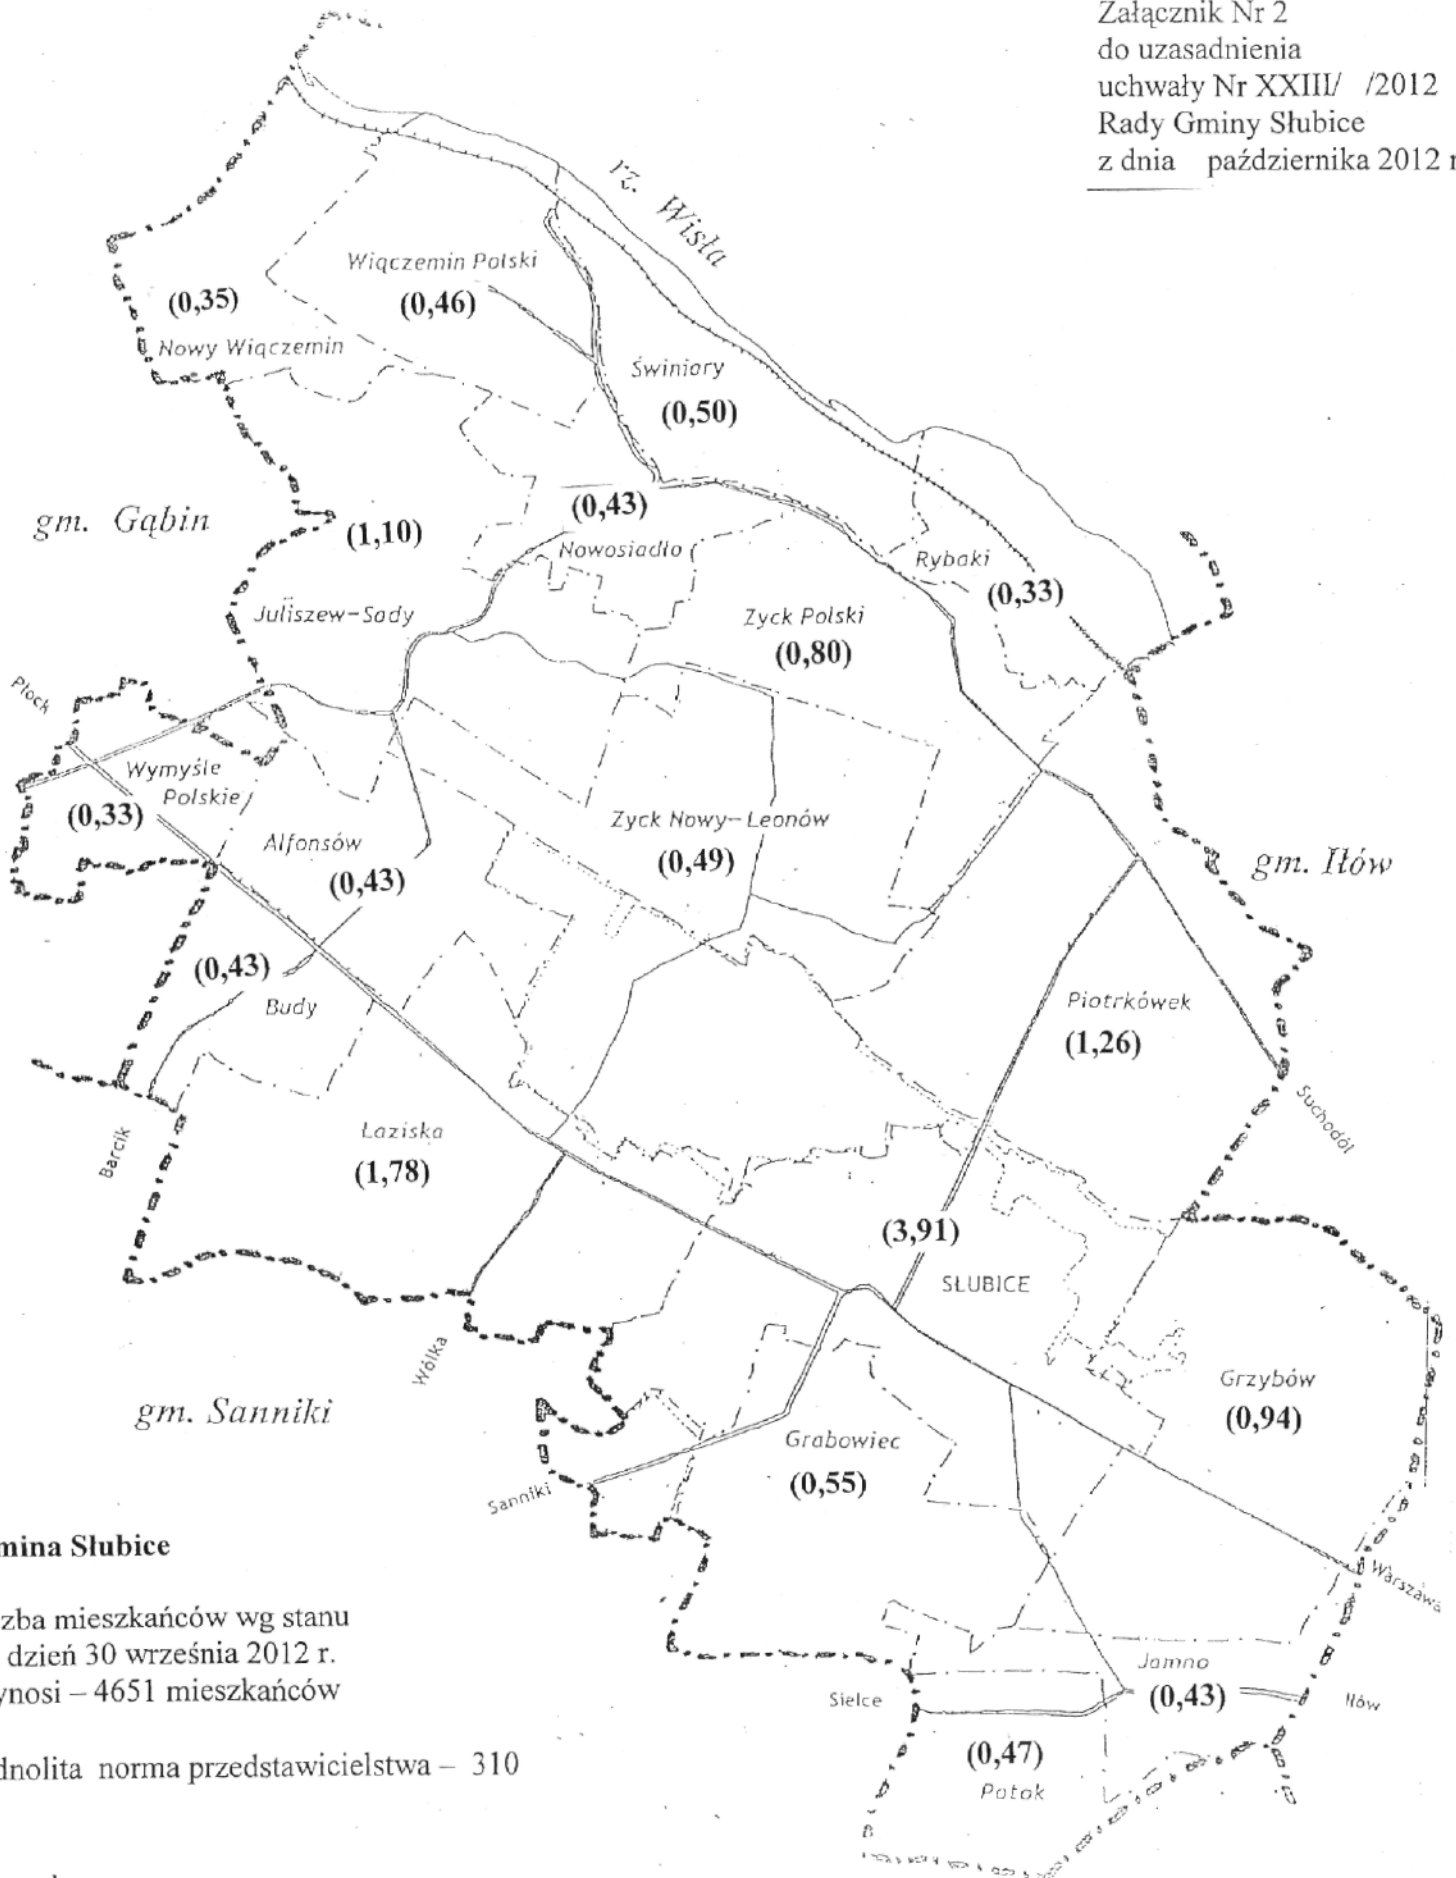 Załącznik Nr 2
do uzasadnienia
uchwały Nr XXIII/ /2012
Rady Gminy Słubice
z dnia października 2012 r
rz. Wisła
Wiączemin Polski
(0,46)
(0,35)
Nowy Wiączemin
Świniary
(0,50)
gm. Gąbin
(1,10)
(0,43)
Nowosiadło
Rybaki
(0,33)
Juliszew-Sady
Zyck Polski
(0,80)
Płock
Wymyśle
Polskie
(0,33)
Alfonsów
(0,43)
Zyck Nowy-Leonów
(0,49)
gm. Iłów
(0,43)
Budy
Piotrkówek
(1,26)
Suchodół
Barcik
Łaziska
(1,78)
(3,91)
SŁUBICE
Wólka
gm. Sanniki
Grzybów
(0,94)
Grabowiec
(0,55)
Sanniki
Warszawa
mina Słubice
zba mieszkańców wg stanu
dzień 30 września 2012 r.
ynosi – 4651 mieszkańców
dnolita norma przedstawicielstwa – 310
Jamno
(0,43)
Sielce
Iłów
(0,47)
Potok